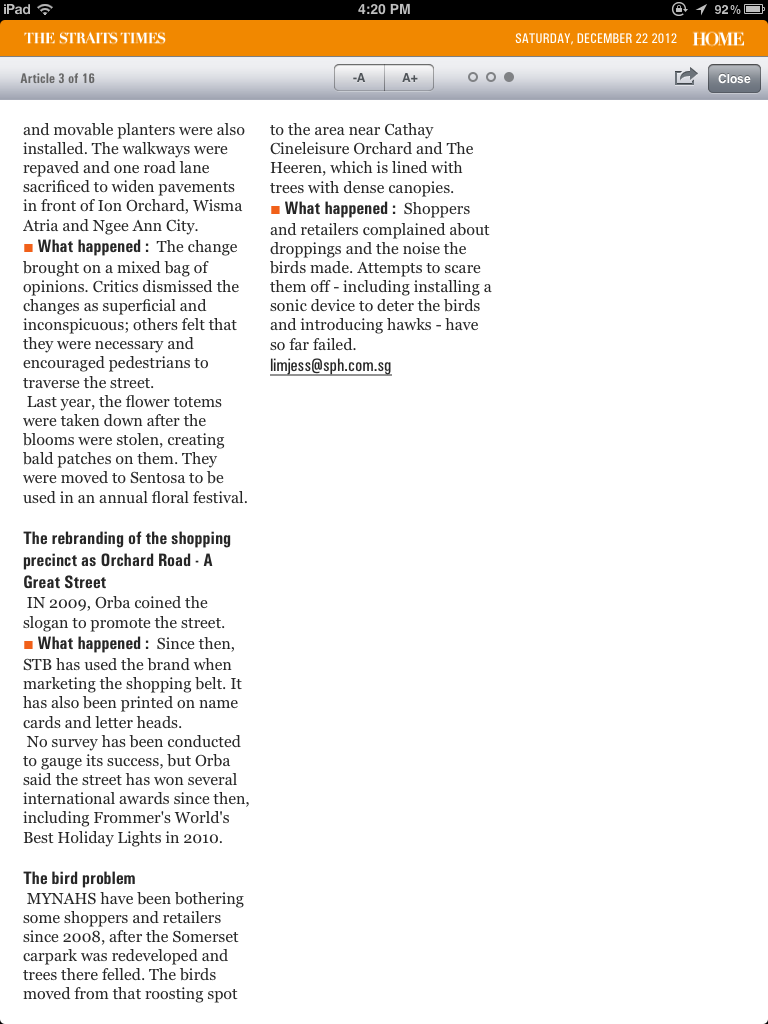 iPad 4:20 PM 92%
THE STRAITS TIMES SATURDAY, DECEMBER 22 2012 HOME
Article 3 of 16 -A A+ Close
and movable planters were also
installed. The walkways were
repaved and one road lane
sacrificed to widen pavements
in front of Ion Orchard, Wisma
Atria and Ngee Ann City.
■ What happened : The change
brought on a mixed bag of
opinions. Critics dismissed the
changes as superficial and
inconspicuous; others felt that
they were necessary and
encouraged pedestrians to
traverse the street.
Last year, the flower totems
were taken down after the
blooms were stolen, creating
bald patches on them. They
were moved to Sentosa to be
used in an annual floral festival.
The rebranding of the shopping
precinct as Orchard Road - A
Great Street
IN 2009, Orba coined the
slogan to promote the street.
■ What happened : Since then,
STB has used the brand when
marketing the shopping belt. It
has also been printed on name
cards and letter heads.
No survey has been conducted
to gauge its success, but Orba
said the street has won several
international awards since then,
including Frommer's World's
Best Holiday Lights in 2010.
The bird problem
MYNAHS have been bothering
some shoppers and retailers
since 2008, after the Somerset
carpark was redeveloped and
trees there felled. The birds
moved from that roosting spot
to the area near Cathay
Cineleisure Orchard and The
Heeren, which is lined with
trees with dense canopies.
■ What happened : Shoppers
and retailers complained about
droppings and the noise the
birds made. Attempts to scare
them off - including installing a
sonic device to deter the birds
and introducing hawks - have
so far failed.
limjess@sph.com.sg